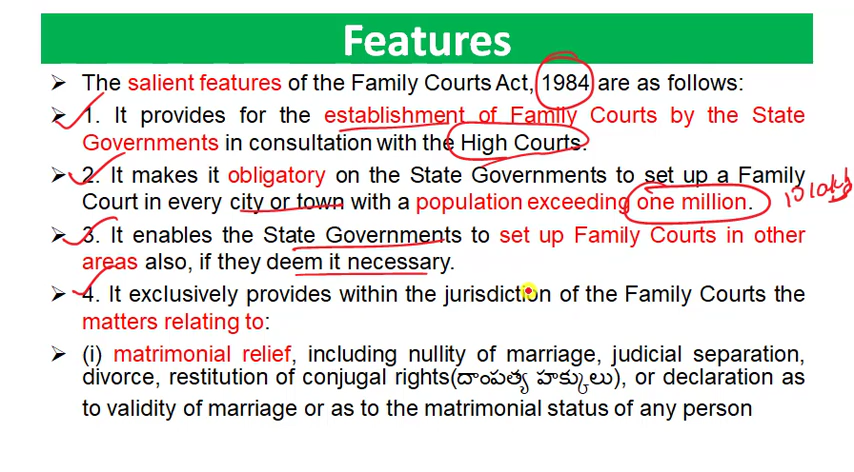 Features
➢ The salient features of the Family Courts Act, 1984 are as follows:
➢ 1. It provides for the establishment of Family Courts by the State
Governments in consultation with the High Courts.
➢ 2. It makes it obligatory on the State Governments to set up a Family
Court in every city or town with a population exceeding one million. 10 lakhs
➢ 3. It enables the State Governments to set up Family Courts in other
areas also, if they deem it necessary.
➢ 4. It exclusively provides within the jurisdiction of the Family Courts the
matters relating to:
➢ (i) matrimonial relief, including nullity of marriage, judicial separation,
divorce, restitution of conjugal rights(దాంపత్య హక్కులు), or declaration as
to validity of marriage or as to the matrimonial status of any person